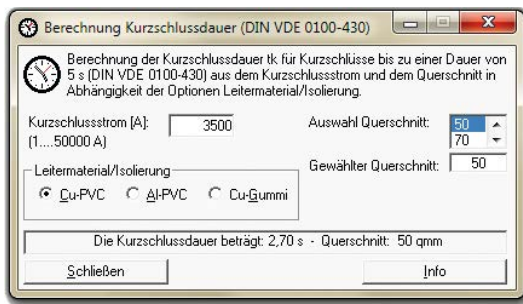 Berechnung Kurzschlussdauer (DIN VDE 0100-430)
Berechnung der Kurzschlussdauer tk für Kurzschlüsse bis zu einer Dauer von
5 s (DIN VDE 0100-430) aus dem Kurzschlussstrom und dem Querschnitt in
Abhängigkeit der Optionen Leitermaterial/Isolierung.
Kurzschlussstrom [A]: 3500
(1....50000 A)
Auswahl Querschnitt: 50
70
Gewählter Querschnitt: 50
Leitermaterial/Isolierung
Cu-PVC Al-PVC Cu-Gummi
Die Kurzschlussdauer beträgt: 2,70 s - Querschnitt: 50 qmm
Schließen Info